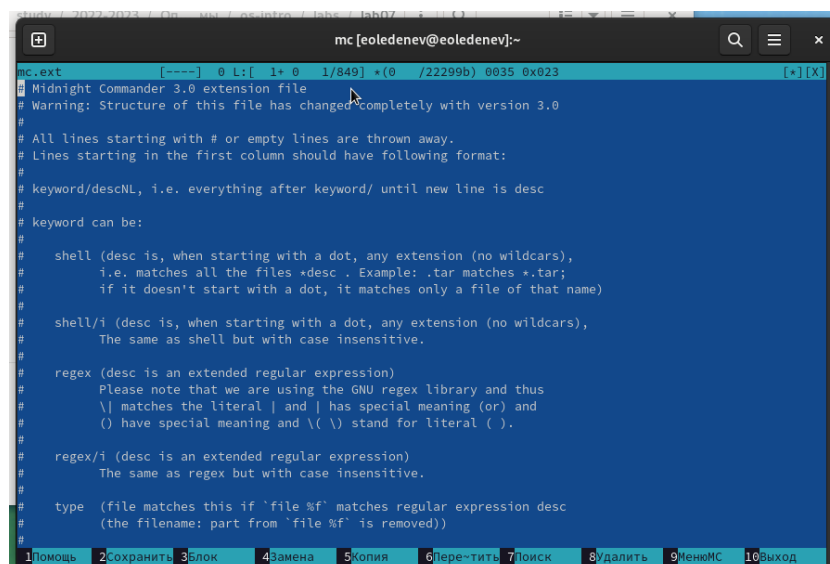 study / 2022-2023 / Оп мы / os-intro / labs / lab07
mc [eoledenev@eoledenev]:~
mc.ext [----] 0 L:[ 1+ 0 1/849] *(0 /22299b) 0035 0x023 [*][X]
# Midnight Commander 3.0 extension file
# Warning: Structure of this file has changed completely with version 3.0
#
# All lines starting with # or empty lines are thrown away.
# Lines starting in the first column should have following format:
#
# keyword/descNL, i.e. everything after keyword/ until new line is desc
#
# keyword can be:
#
# shell (desc is, when starting with a dot, any extension (no wildcars),
# i.e. matches all the files *desc . Example: .tar matches *.tar;
# if it doesn't start with a dot, it matches only a file of that name)
#
# shell/i (desc is, when starting with a dot, any extension (no wildcars),
# The same as shell but with case insensitive.
#
# regex (desc is an extended regular expression)
# Please note that we are using the GNU regex library and thus
# \| matches the literal | and | has special meaning (or) and
# () have special meaning and \( \) stand for literal ( ).
#
# regex/i (desc is an extended regular expression)
# The same as regex but with case insensitive.
#
# type (file matches this if `file %f` matches regular expression desc
# (the filename: part from `file %f` is removed))
#
1Помощь 2Сохранить 3Блок 4Замена 5Копия 6Пере~тить 7Поиск 8Удалить 9МенюМС 10Выход